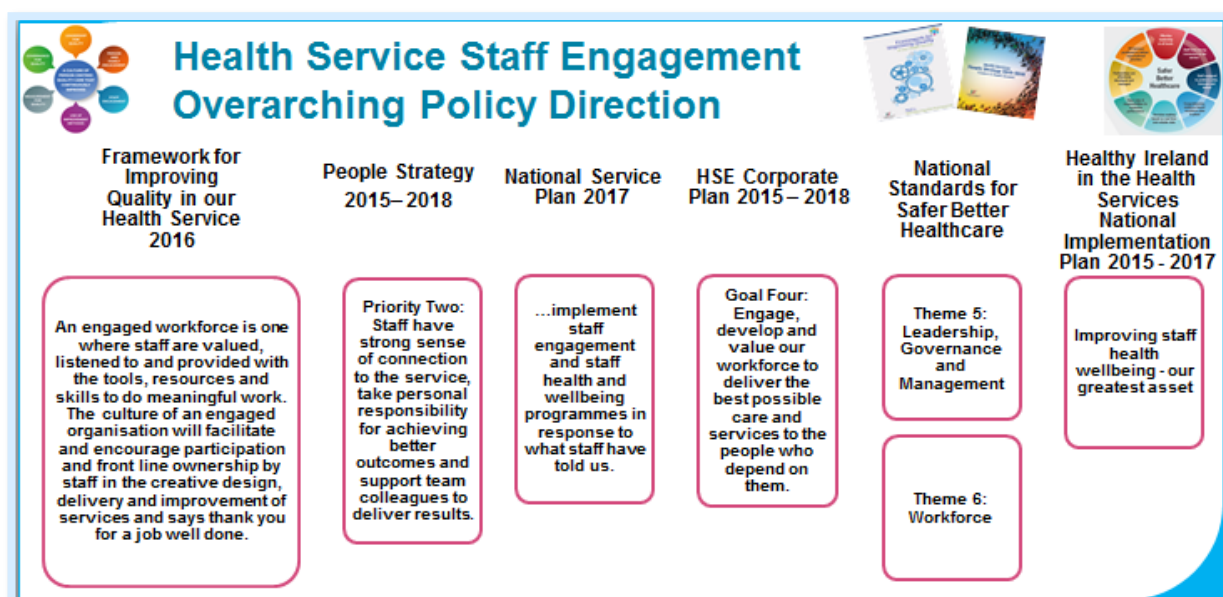 Health Service Staff Engagement
Overarching Policy Direction
Safer
Better
Healthcare
Framework for
Improving
Quality in our
Health Service
2016
An engaged workforce is one
where staff are valued,
listened to and provided with
the tools, resources and
skills to do meaningful work.
The culture of an engaged
organisation will facilitate
and encourage participation
and front line ownership by
staff in the creative design,
delivery and improvement of
services and says thank you
for a job well done.
People Strategy
2015– 2018
Priority Two:
Staff have
strong sense
of connection
to the service,
take personal
responsibility
for achieving
better
outcomes and
support team
colleagues to
deliver results.
National Service
Plan 2017
…implement
staff
engagement
and staff
health and
wellbeing
programmes in
response to
what staff have
told us.
HSE Corporate
Plan 2015 – 2018
Goal Four:
Engage,
develop and
value our
workforce to
deliver the
best possible
care and
services to the
people who
depend on
them.
National
Standards for
Safer Better
Healthcare
Theme 5:
Leadership,
Governance
and
Management
Theme 6:
Workforce
Healthy Ireland
in the Health
Services
National
Implementation
Plan 2015 - 2017
Improving staff
health
wellbeing - our
greatest asset